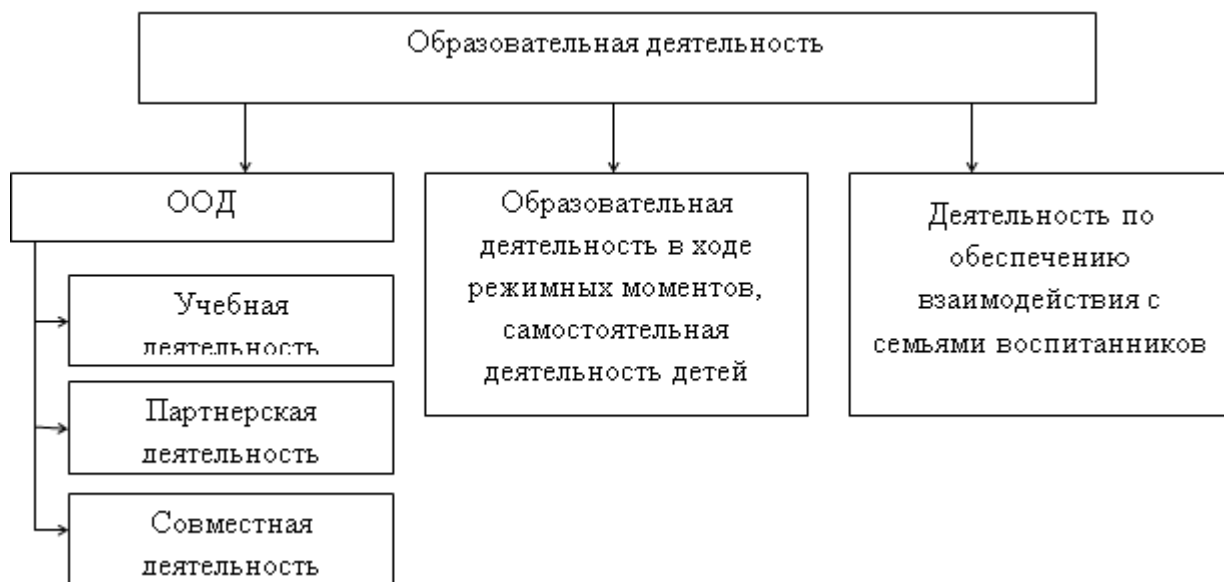 Образовательная деятельность
ООД
Учебная
деятельность
Партнерская
деятельность
Совместная
деятельность
Образовательная
деятельность в ходе
режимных моментов,
самостоятельная
деятельность детей
Деятельность по
обеспечению
взаимодействия с
семьями воспитанников